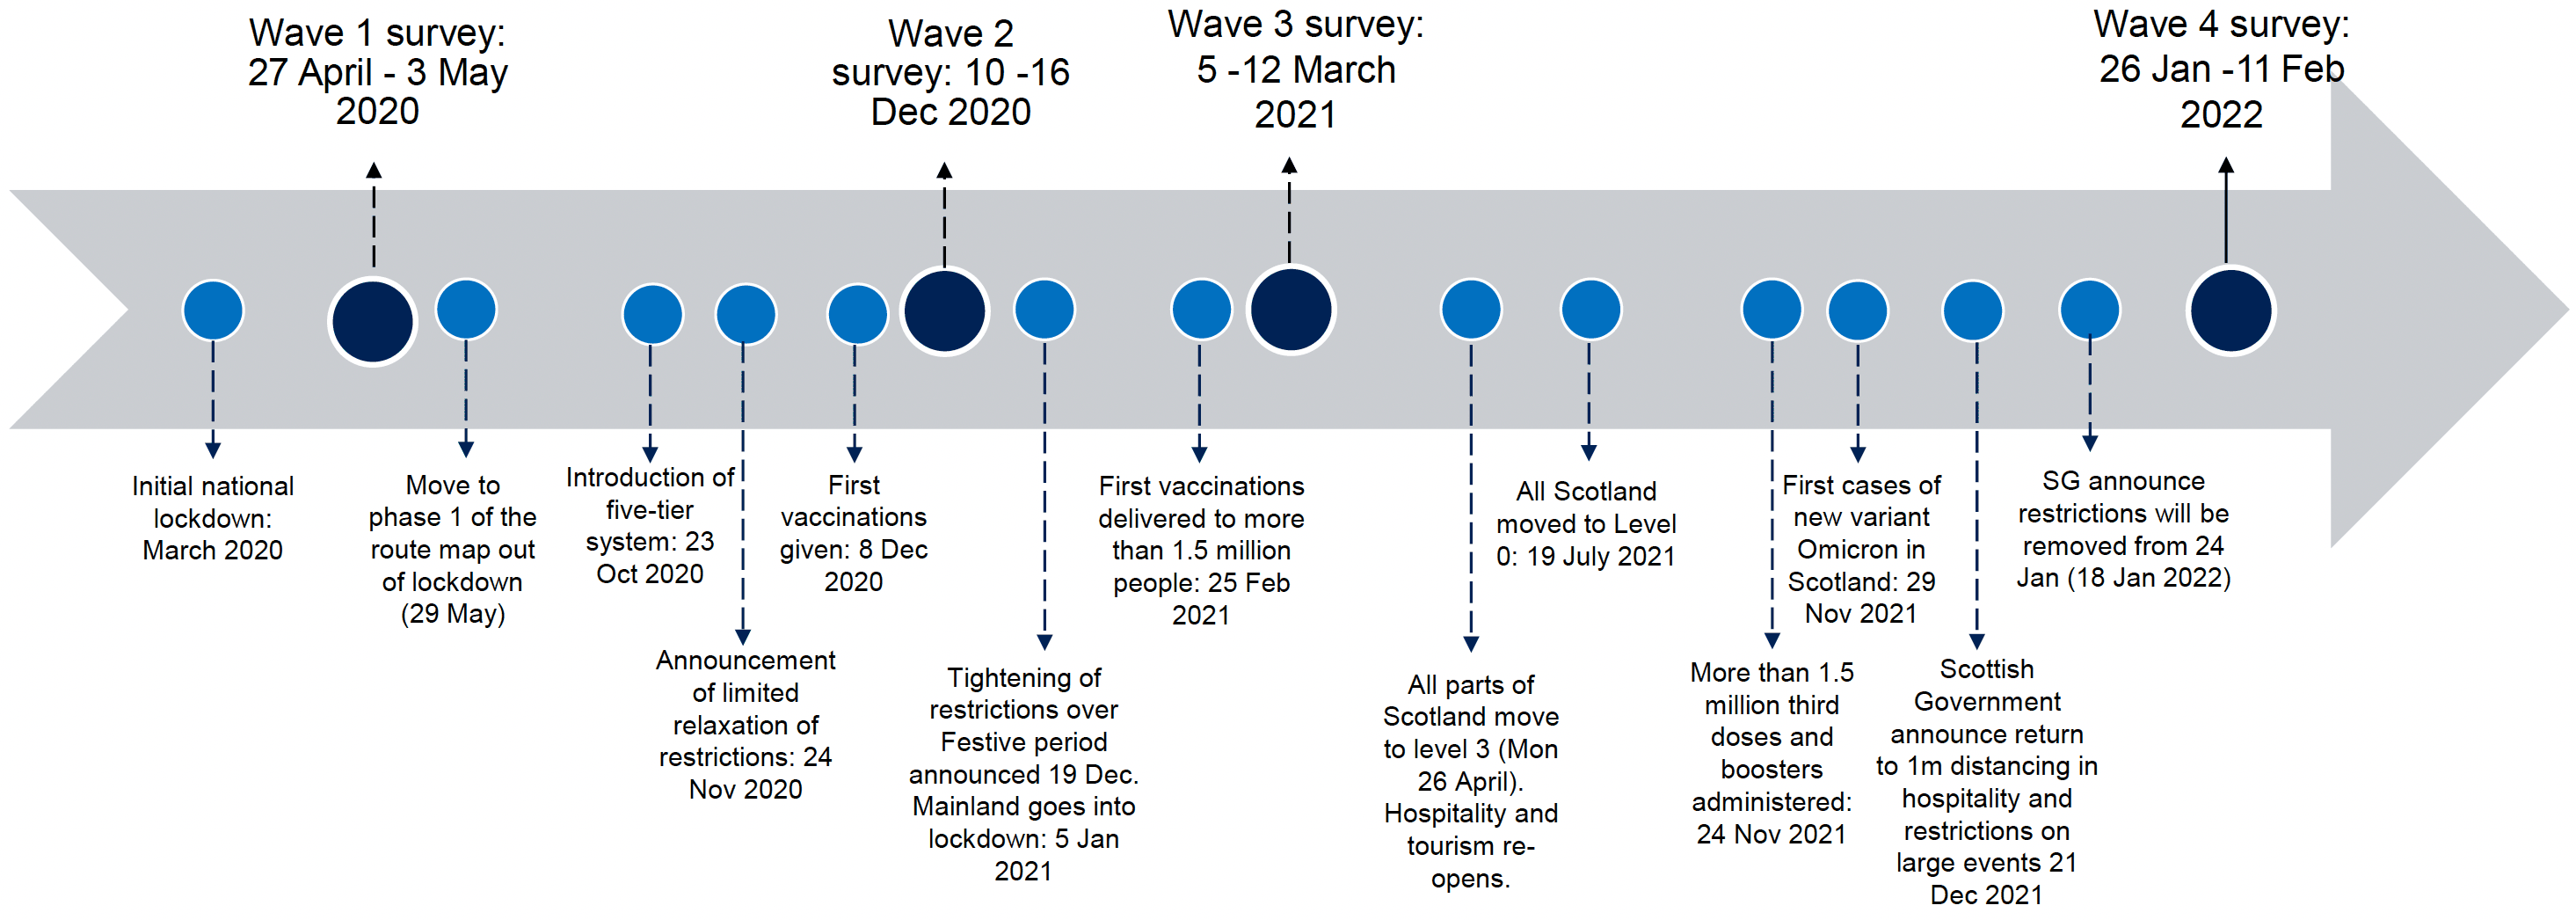 Wave 1 survey:
27 April - 3 May
2020
Wave 2
survey: 10 -16
Dec 2020
Wave 3 survey:
5 -12 March
2021
Wave 4 survey:
26 Jan -11 Feb
2022
Initial national
lockdown:
March 2020
Move to
phase 1 of the
route map out
of lockdown
(29 May)
Introduction of
five-tier
system: 23
Oct 2020
Announcement
of limited
relaxation of
restrictions: 24
Nov 2020
First
vaccinations
given: 8 Dec
2020
Tightening of
restrictions over
Festive period
announced 19 Dec.
Mainland goes into
lockdown: 5 Jan
2021
First vaccinations
delivered to more
than 1.5 million
people: 25 Feb
2021
All parts of
Scotland move
to level 3 (Mon
26 April).
Hospitality and
tourism re-
opens.
All Scotland
moved to Level
0: 19 July 2021
More than 1.5
million third
doses and
boosters
administered:
24 Nov 2021
First cases of
new variant
Omicron in
Scotland: 29
Nov 2021
Scottish
Government
announce return
to 1m distancing in
hospitality and
restrictions on
large events 21
Dec 2021
SG announce
restrictions will be
removed from 24
Jan (18 Jan 2022)